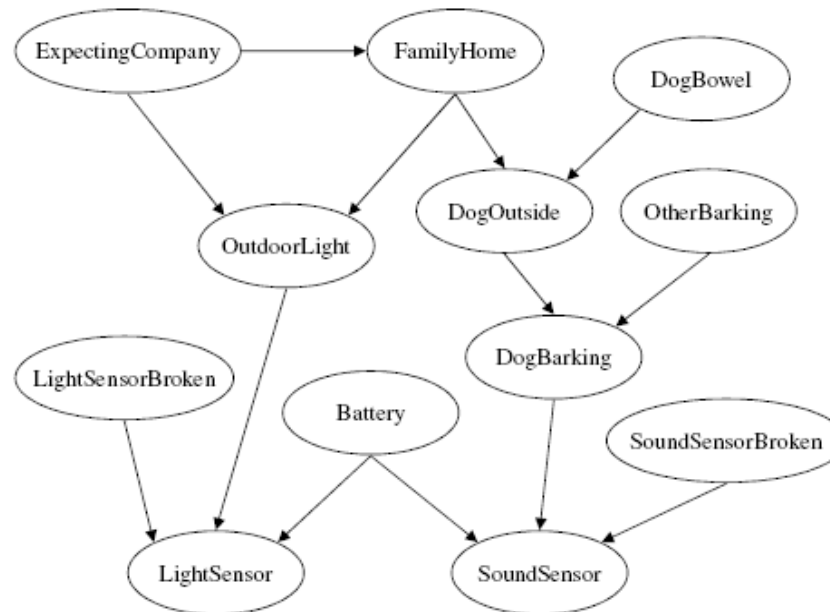 ExpectingCompany
FamilyHome
DogBowel
DogOutside
OtherBarking
OutdoorLight
DogBarking
LightSensorBroken
Battery
SoundSensorBroken
LightSensor
SoundSensor